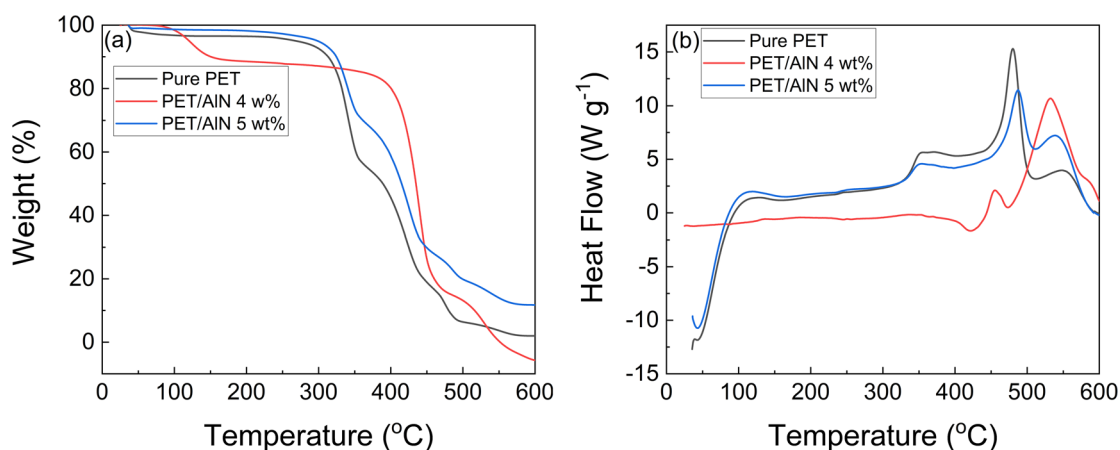 (a)
Pure PET
PET/AlN 4 w%
PET/AlN 5 wt%
100
80
60
40
20
0
Weight (%)
0 100 200 300 400 500 600
Temperature (°C)
(b)
Pure PET
PET/AlN 4 wt%
PET/AlN 5 wt%
15
10
5
0
-5
-10
-15
Heat Flow (W g-1)
0 100 200 300 400 500 600
Temperature (°C)